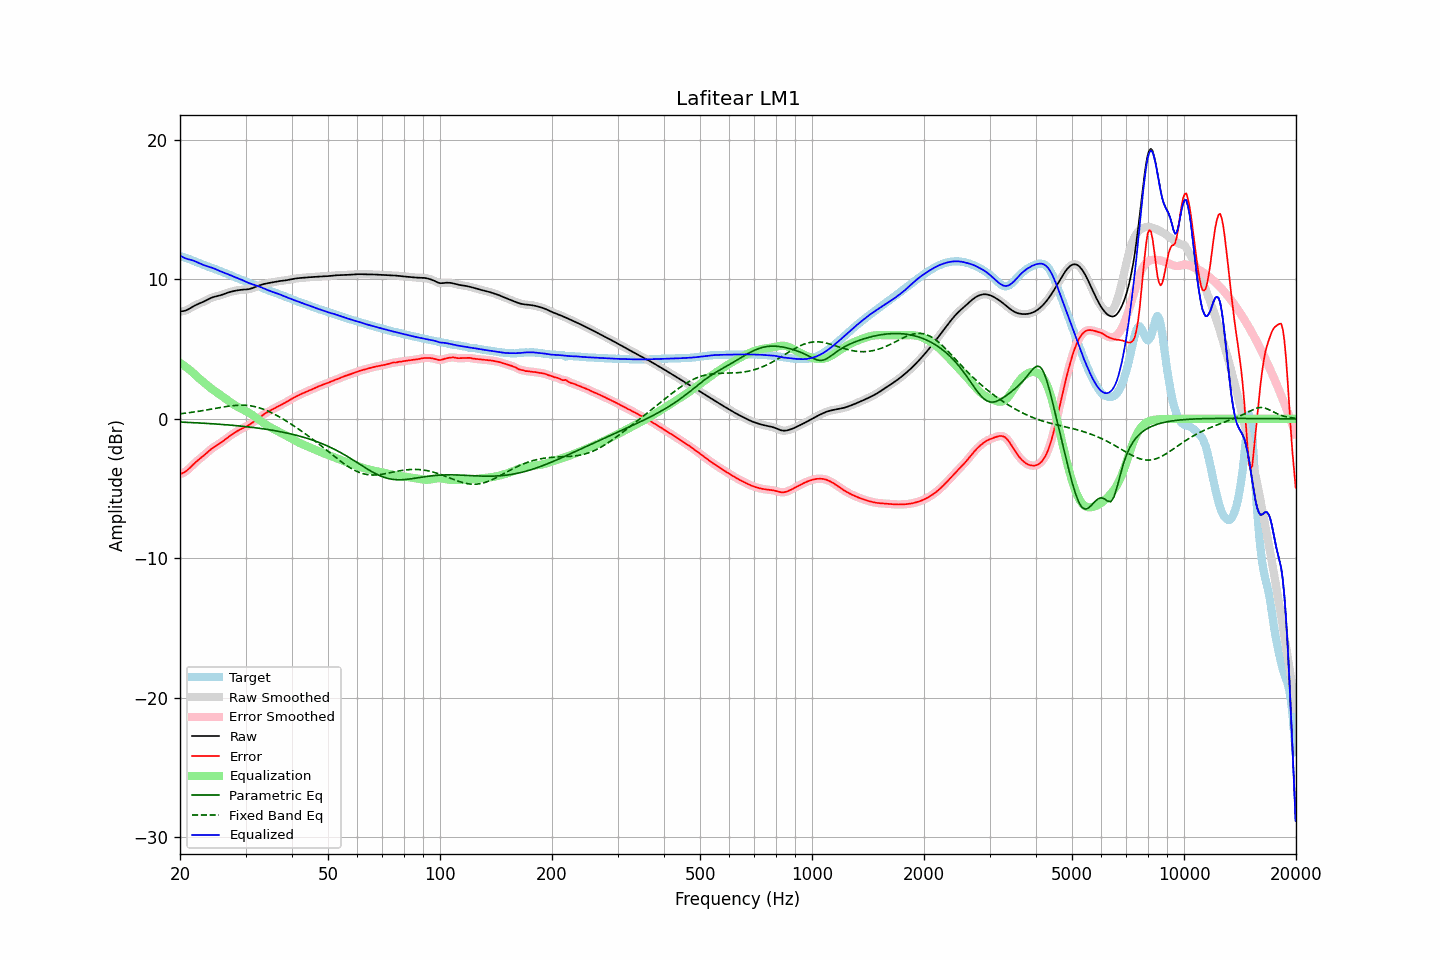 Lafitear LM1
20
10
0
−10
−20
−30
Amplitude (dBr)
Target
Raw Smoothed
Error Smoothed
Raw
Error
Equalization
Parametric Eq
Fixed Band Eq
Equalized
20 50 100 200 500 1000 2000 5000 10000 20000
Frequency (Hz)